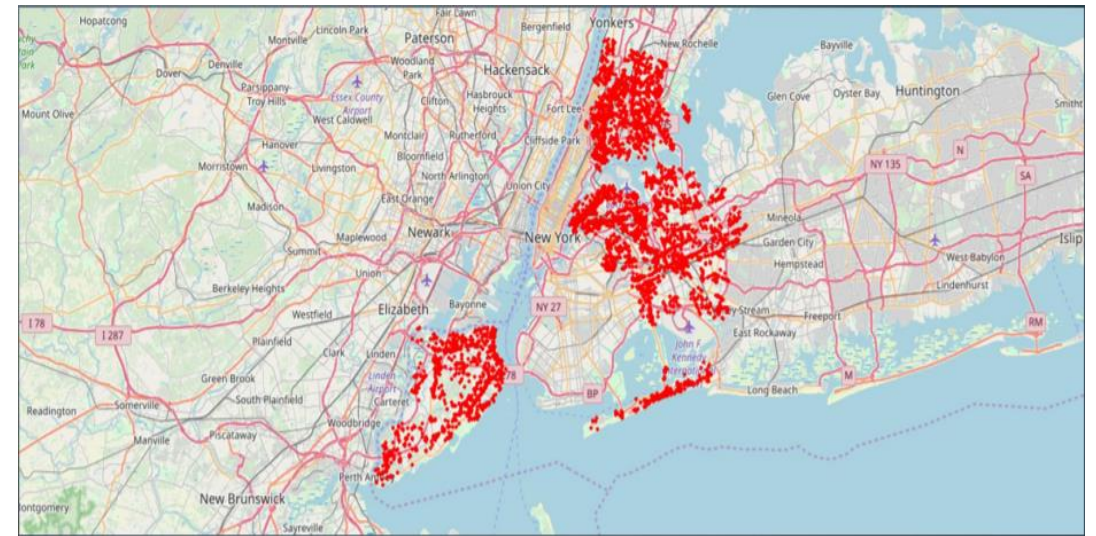 Hopatcong
Fair Lawn
Lincoln Park
Montville
Bergenfield
Yonkers
Paterson
New Rochelle
Bayville
Denville
Dover
Woodland
Park
Hackensack
Parsippany
Troy Hills
Essex County
Airport
Clifton
Hasbrouck
Heights
Fort Lee
Glen Cove
Oyster Bay
Huntington
Mount Olive
West Caldwell
Montclair
Rutherford
Cliffside Park
Hanover
Bloomfield
NY 135
N
Morristown
Livingston
North Arlington
SA
Union City
East Orange
Madison
Mineola
Maplewood
Newark
New York
Garden City
Islip
Summit
Hempstead
West Babylon
Union
Berkeley Heights
Lindenhurst
Elizabeth
Bayonne
NY 27
Freeport
Westfield
I 78
I 287
RM
East Rockaway
Plainfield
John F.
Kennedy
Clark
Linden
78
Green Brook
Linden
Airport
M
Long Beach
BP
South Plainfield
Carteret
Readington
Somerville
Woodbridge
Manville
Piscataway
New Brunswick
Sayreville